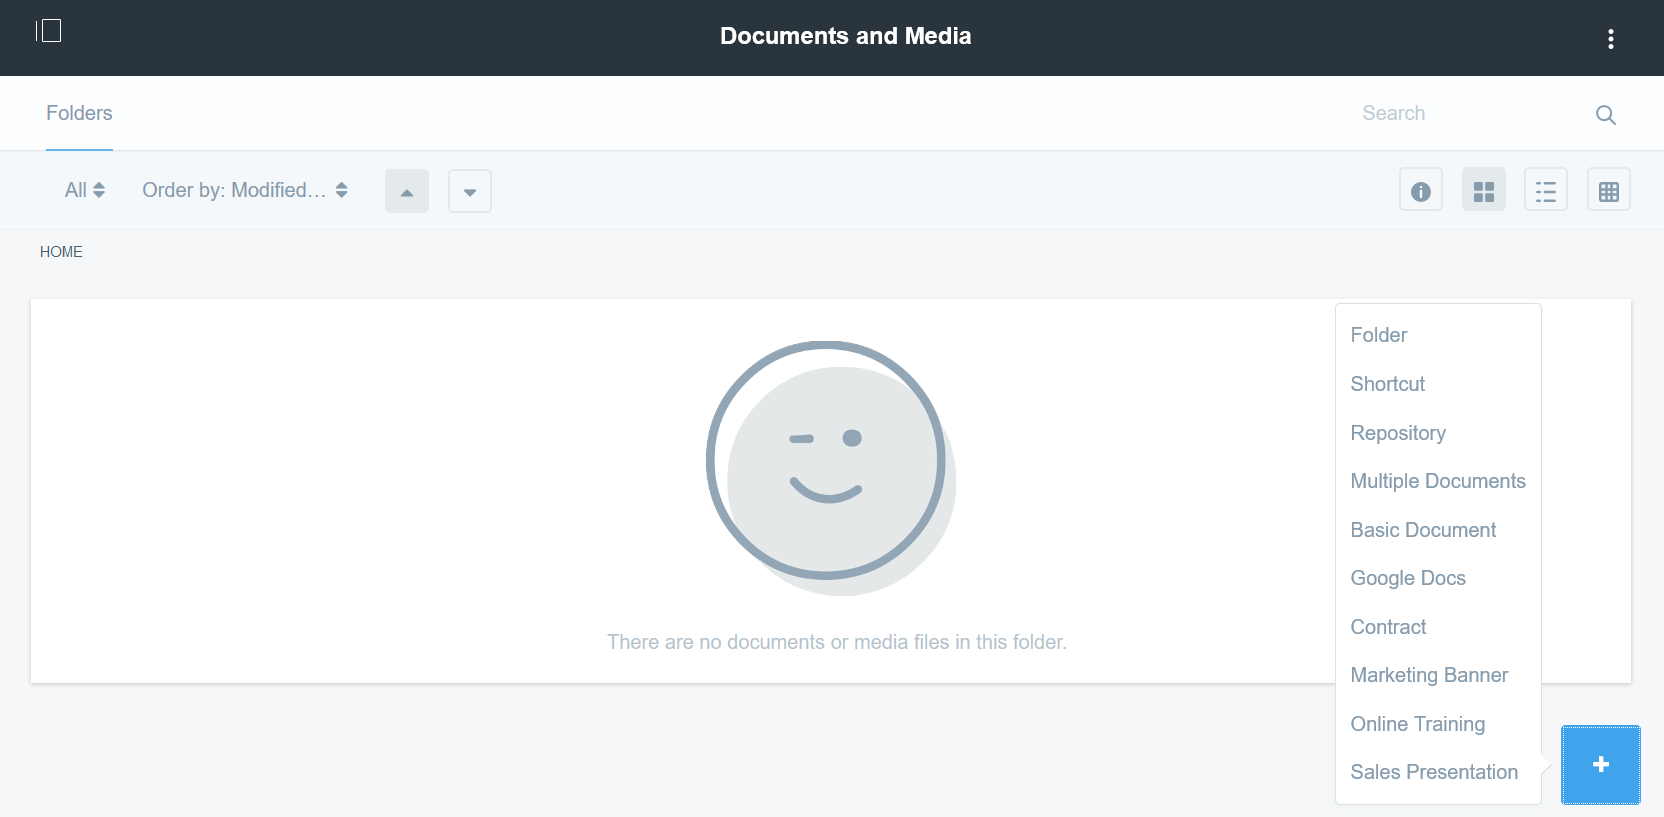 Documents and Media
Folders
Search
All
Order by: Modified...
HOME
There are no documents or media files in this folder.
Folder
Shortcut
Repository
Multiple Documents
Basic Document
Google Docs
Contract
Marketing Banner
Online Training
Sales Presentation